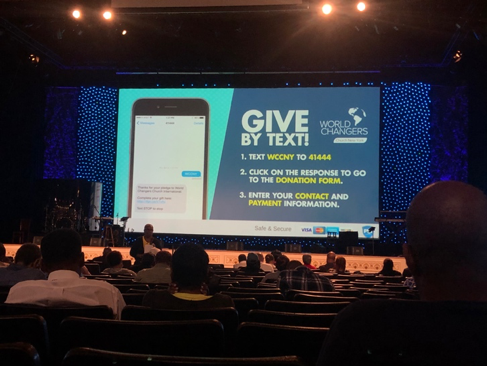 GIVE
BY TEXT!
WORLD
CHANGERS
1. TEXT WCCNY TO 41444
2. CLICK ON THE RESPONSE TO GO
TO THE DONATION FORM.
3. ENTER YOUR CONTACT AND
PAYMENT INFORMATION.
Safe & Secure
VISA